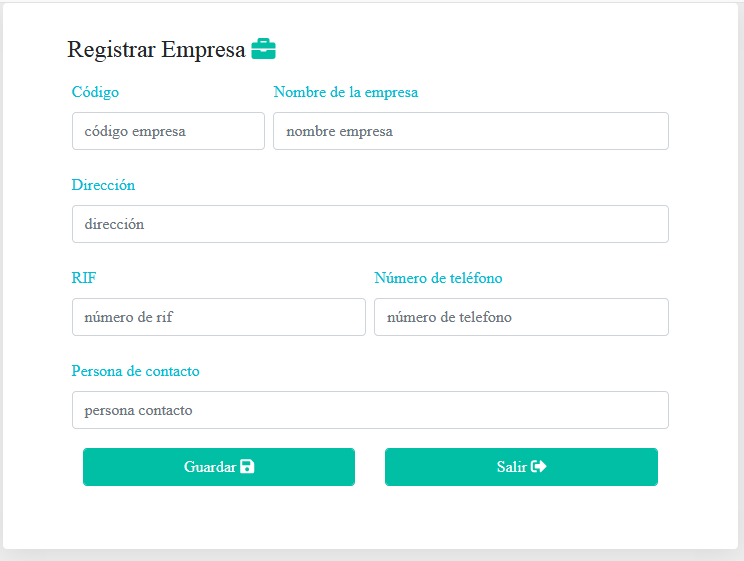 Registrar Empresa
Código Nombre de la empresa
código empresa nombre empresa
Dirección
dirección
RIF Número de teléfono
número de rif número de telefono
Persona de contacto
persona contacto
Guardar Salir